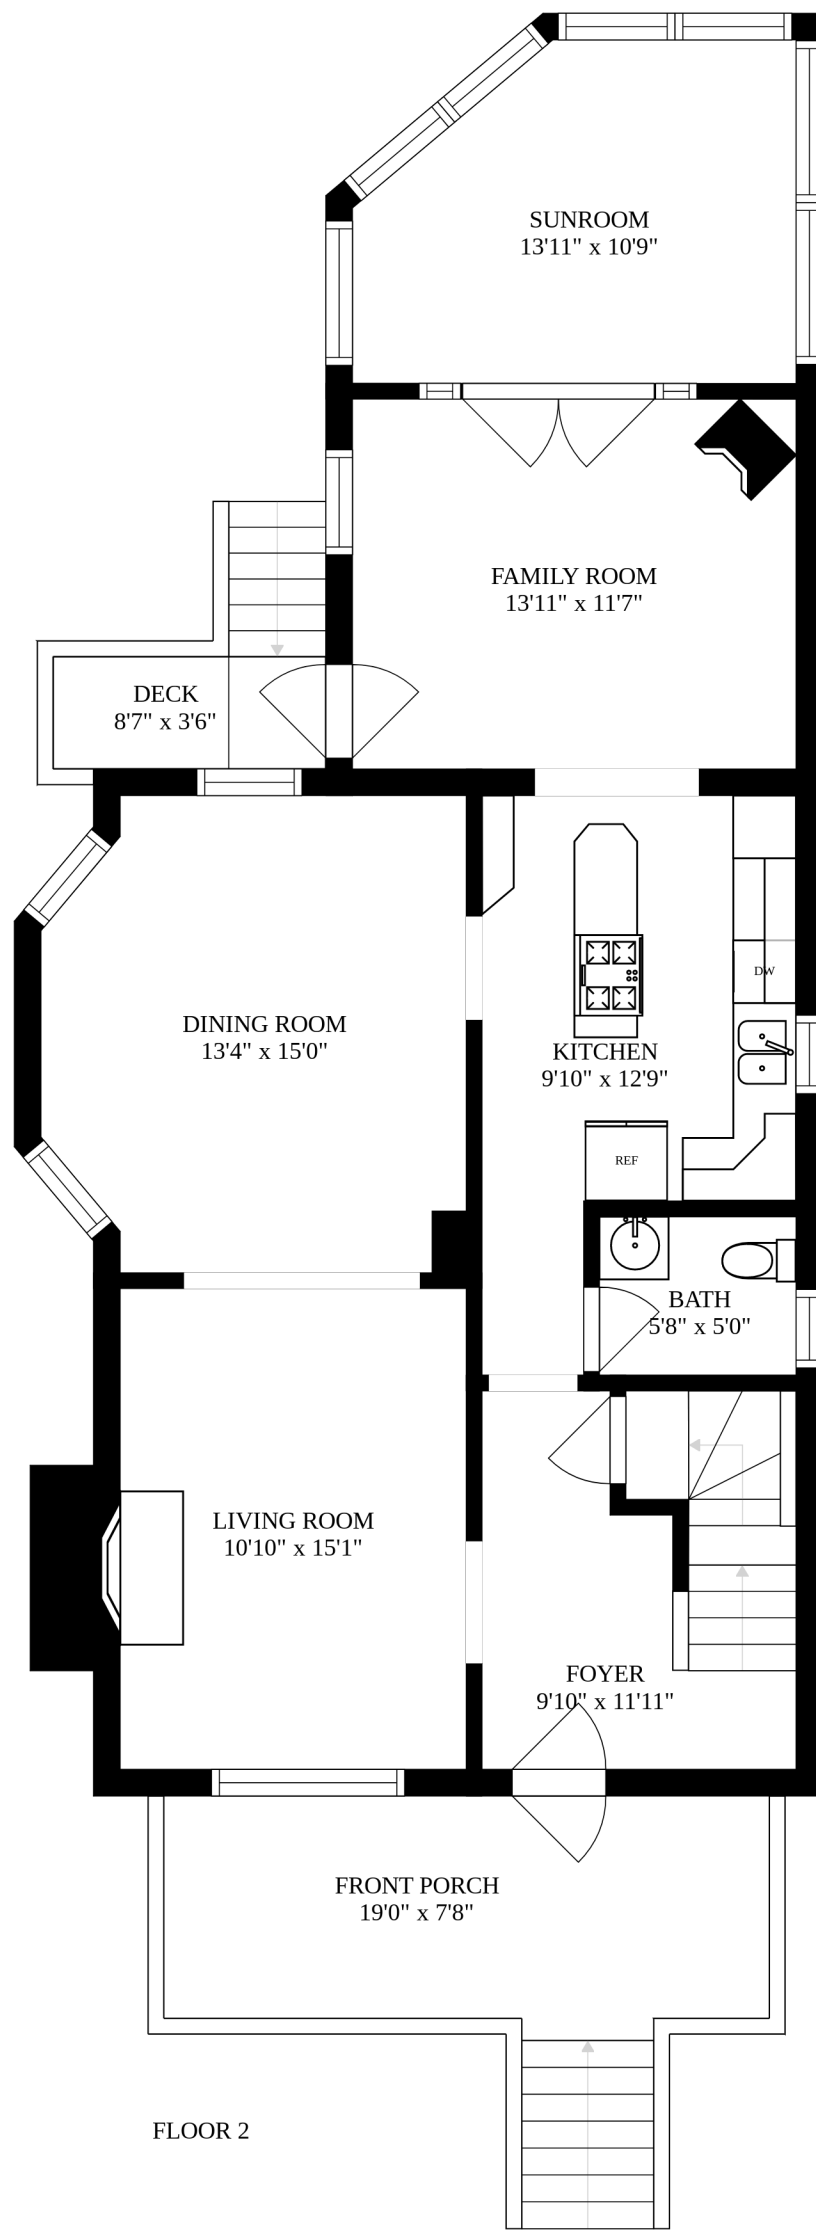 SUNROOM
13'11" x 10'9"
FAMILY ROOM
13'11" x 11'7"
DECK
8'7" x 3'6"
DINING ROOM
13'4" x 15'0"
DW
KITCHEN
9'10" x 12'9"
REF
BATH
5'8" x 5'0"
LIVING ROOM
10'10" x 15'1"
FOYER
9'10" x 11'11"
FRONT PORCH
19'0" x 7'8"
FLOOR 2